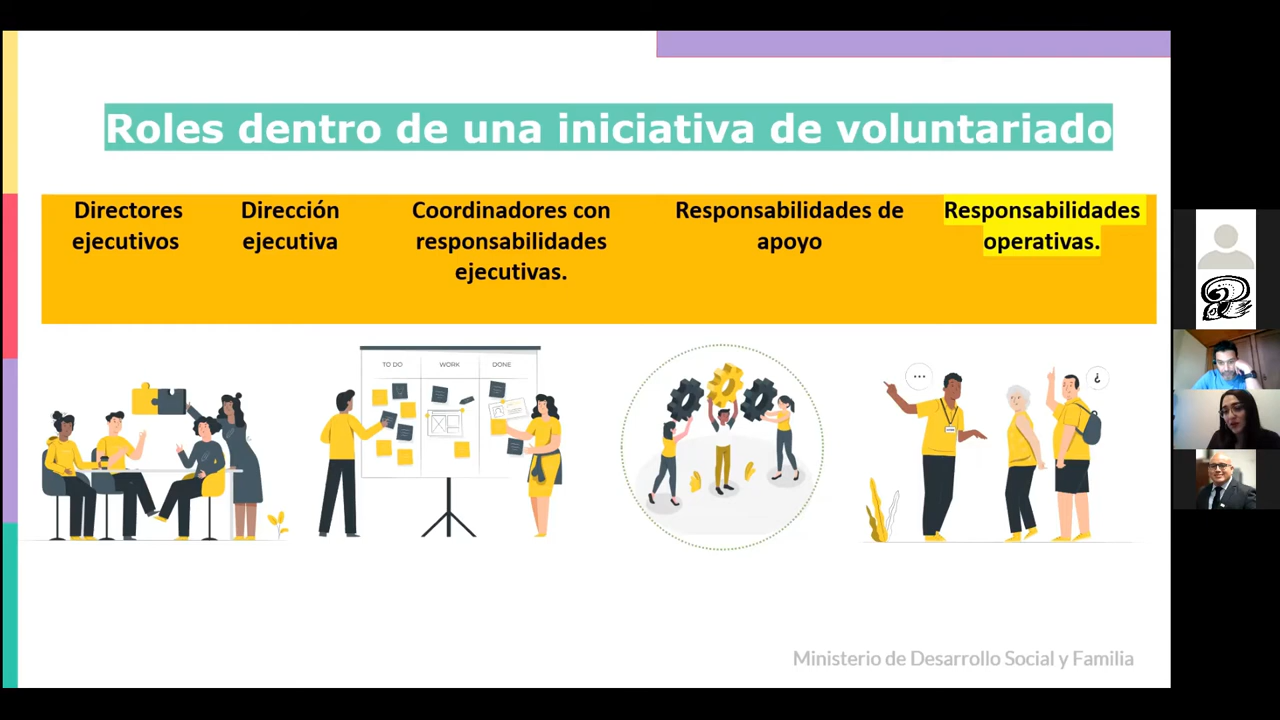 Roles dentro de una iniciativa de voluntariado
Directores
ejecutivos
Dirección
ejecutiva
Coordinadores con
responsabilidades
ejecutivas.
Responsabilidades de
apoyo
Responsabilidades
operativas.
TO DO
WORK
DONE
...
¿
Ministerio de Desarrollo Social y Familia